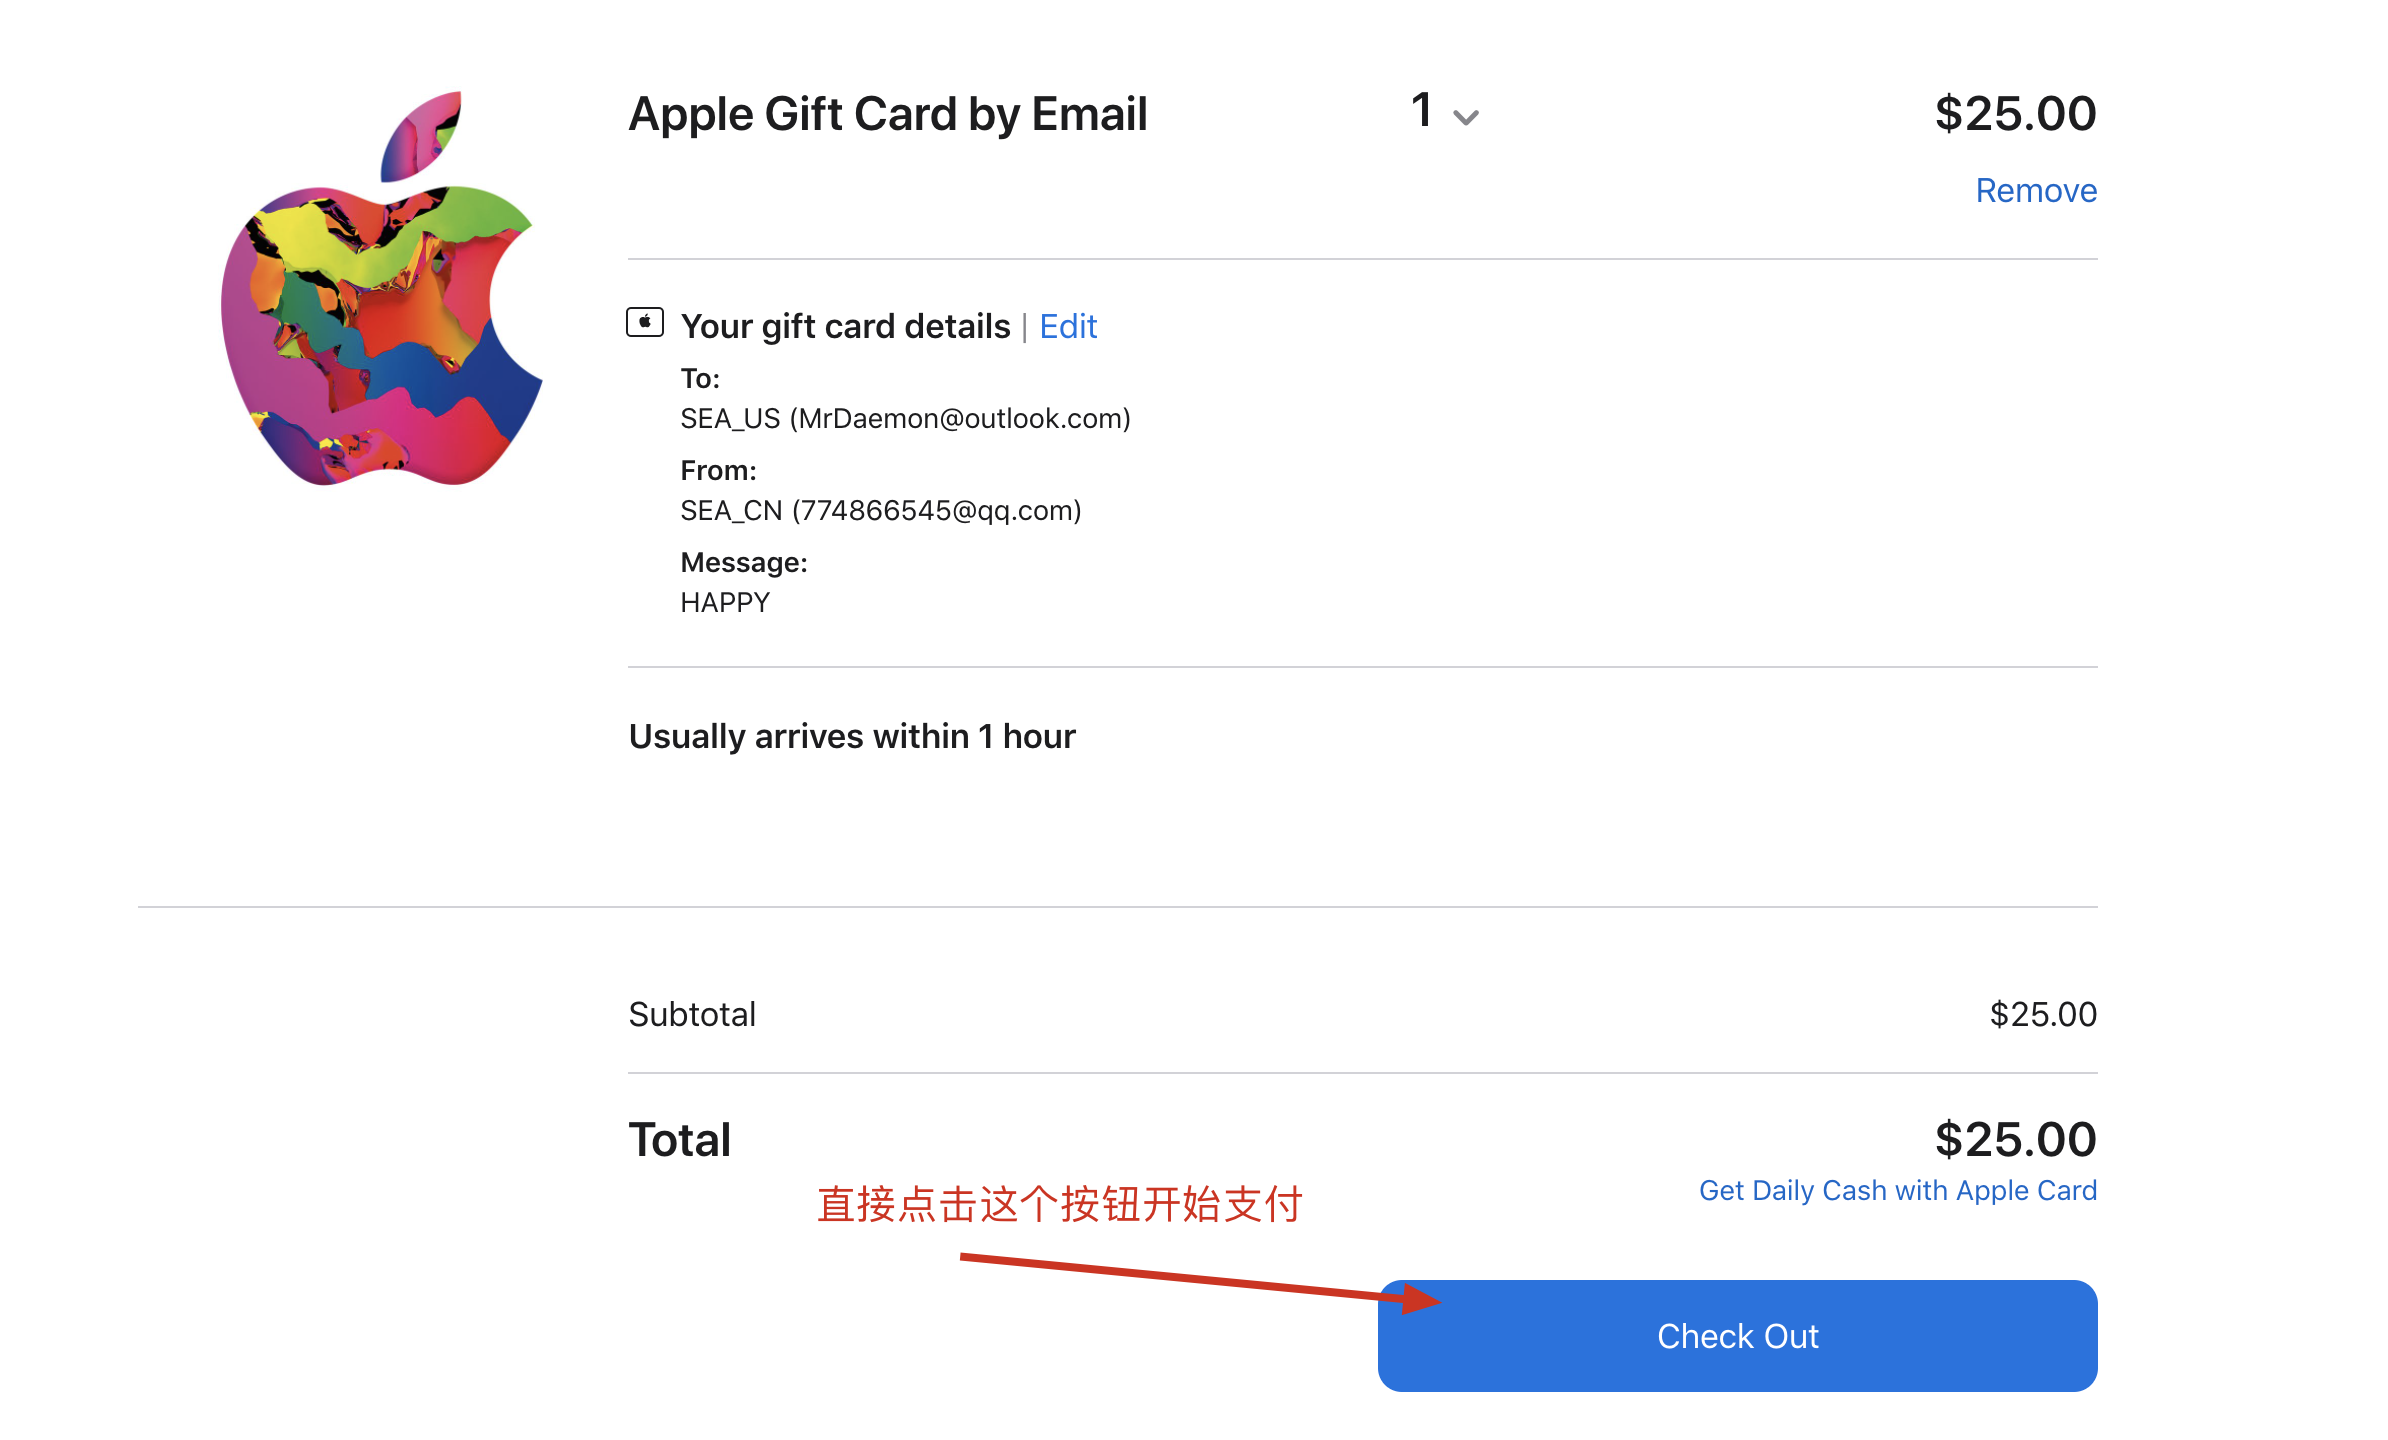 Apple Gift Card by Email 1 $25.00
Remove
Your gift card details | Edit
To:
SEA_US (MrDaemon@outlook.com)
From:
SEA_CN (774866545@qq.com)
Message:
HAPPY
Usually arrives within 1 hour
Subtotal $25.00
Total $25.00
Get Daily Cash with Apple Card
直接点击这个按钮开始支付
Check Out